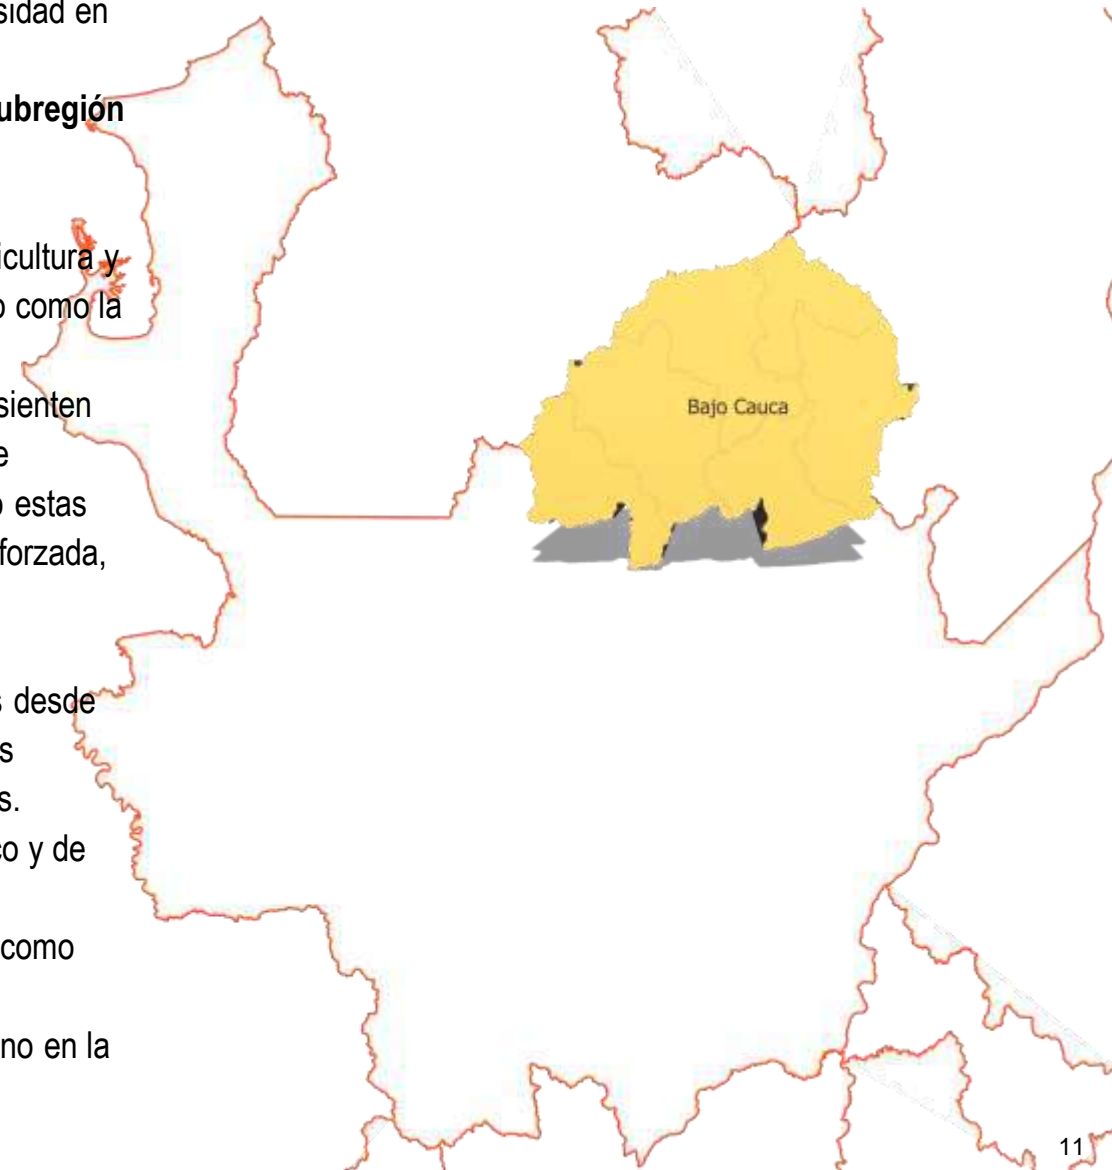 sidad en
ubregión
icultura y
o como la
sienten
e
o estas
forzada,
s desde
s
s.
co y de
como
no en la
Bajo Cauca
11